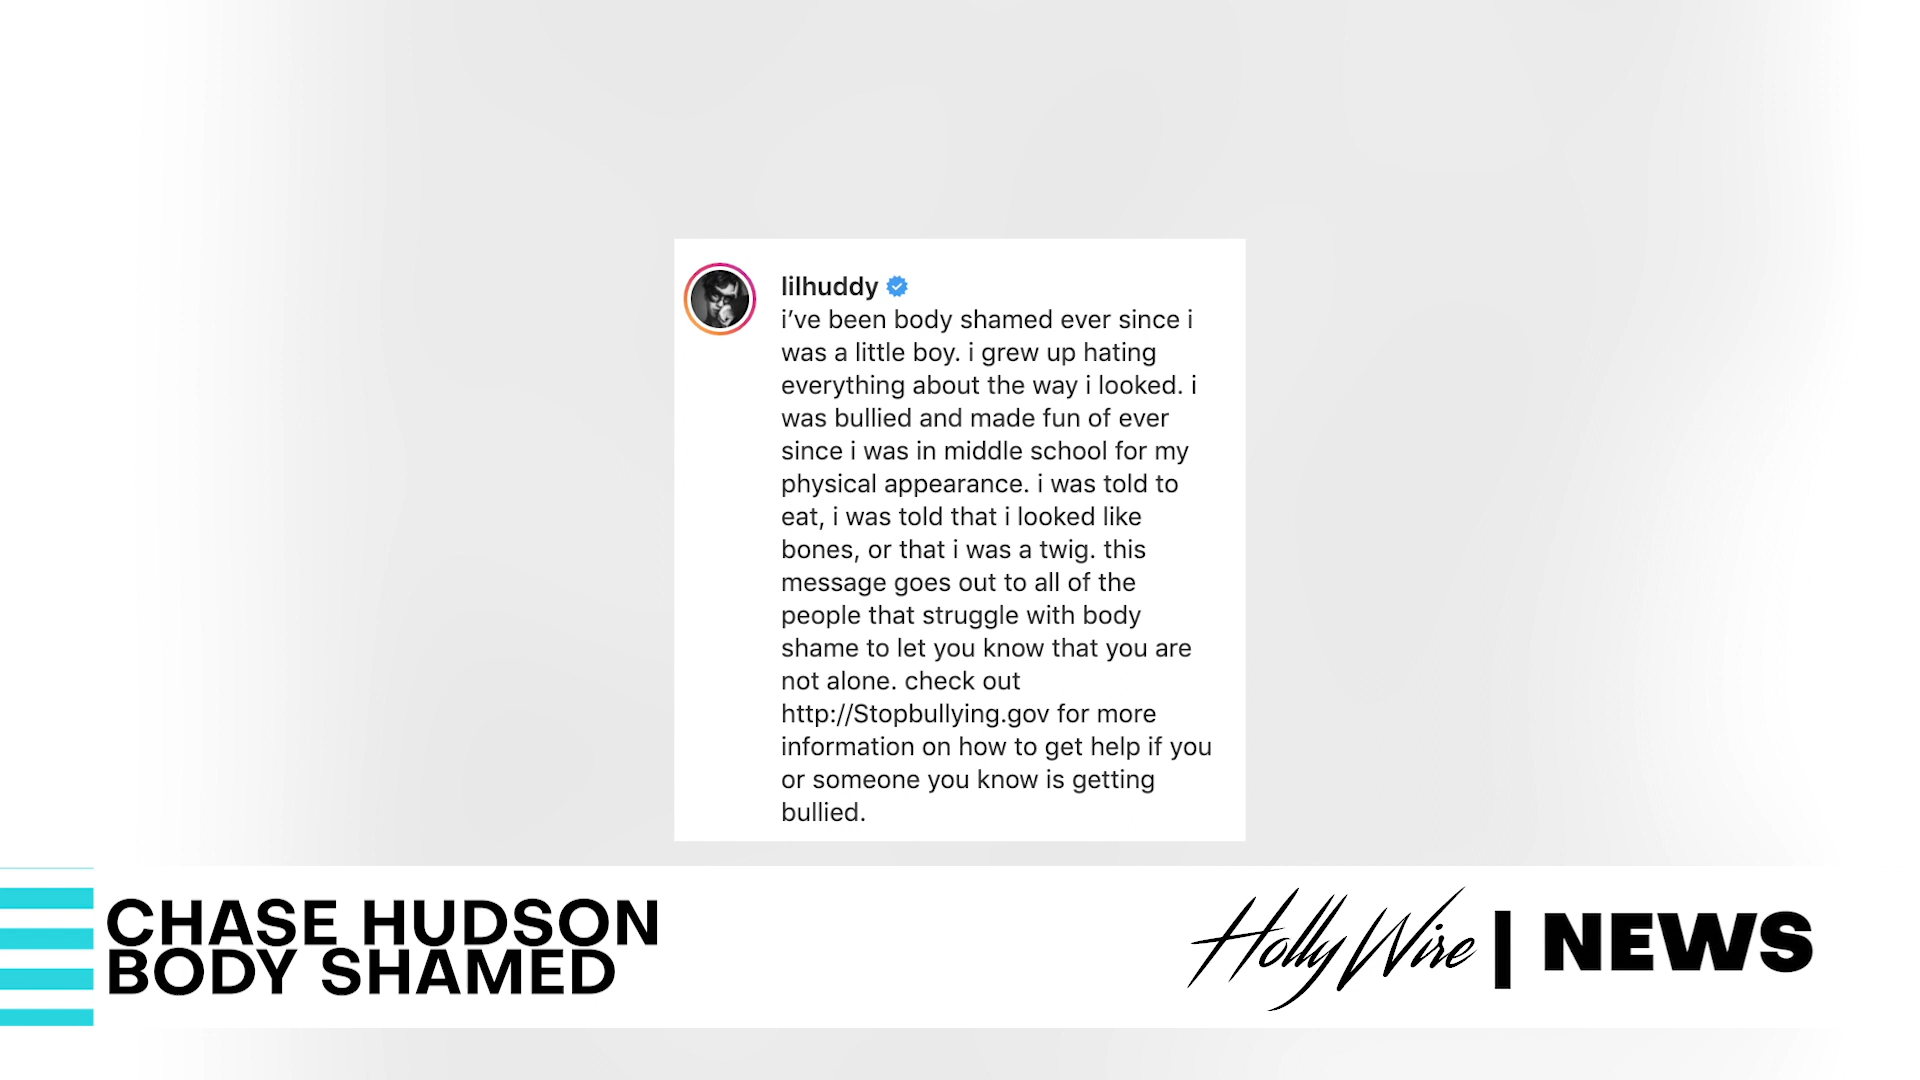 lilhuddy
i’ve been body shamed ever since i
was a little boy. i grew up hating
everything about the way i looked. i
was bullied and made fun of ever
since i was in middle school for my
physical appearance. i was told to
eat, i was told that i looked like
bones, or that i was a twig. this
message goes out to all of the
people that struggle with body
shame to let you know that you are
not alone. check out
http://Stopbullying.gov for more
information on how to get help if you
or someone you know is getting
bullied.
CHASE HUDSON
BODY SHAMED
HollyWire | NEWS